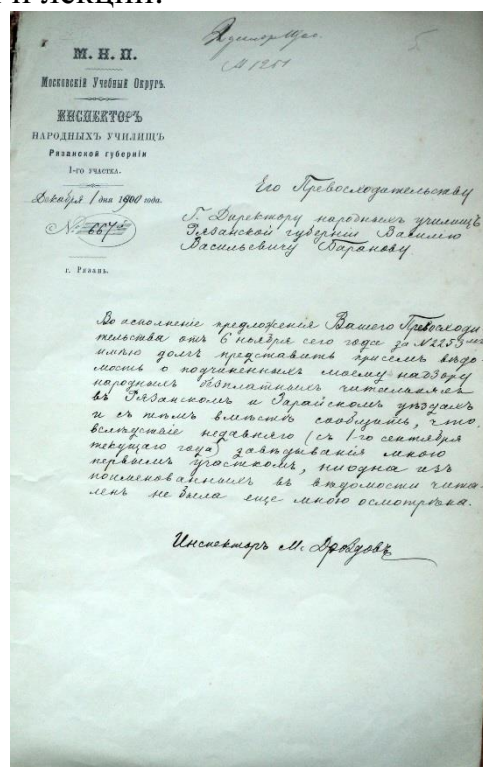 и лекций.
М. Н. П.
Московскій Учебный Округъ.
ИНСПЕКТОРЪ
НАРОДНЫХЪ УЧИЛИЩЪ
Рязанской губерніи
1-го УЧАСТКА.
Декабря 1 дня 1900 года.
№ 667
г. Рязань.
№ 1251
Его Превосходительству
Г. Директору народныхъ училищъ
Рязанской губерніи Василію
Васильевичу Баранову.
Во исполненіе предложенія Вашего Превосходи
тельства отъ 6 ноября сего года за № 2253
имѣю долгъ представить при семъ вѣдо-
мость о подчиненныхъ моему надзору
народныхъ безплатныхъ читальняхъ
въ Рязанскомъ и Зарайскомъ уѣздахъ
и съ тѣмъ вмѣстѣ сообщить, что,
вслѣдствіе недавняго (съ 1-го сентября
текущаго года) завѣдыванія мною
первымъ участкомъ, ни одна изъ
поименованныхъ въ вѣдомости чита-
ленъ не была еще мною осмотрѣна.
Инспекторъ М. Дроздовъ